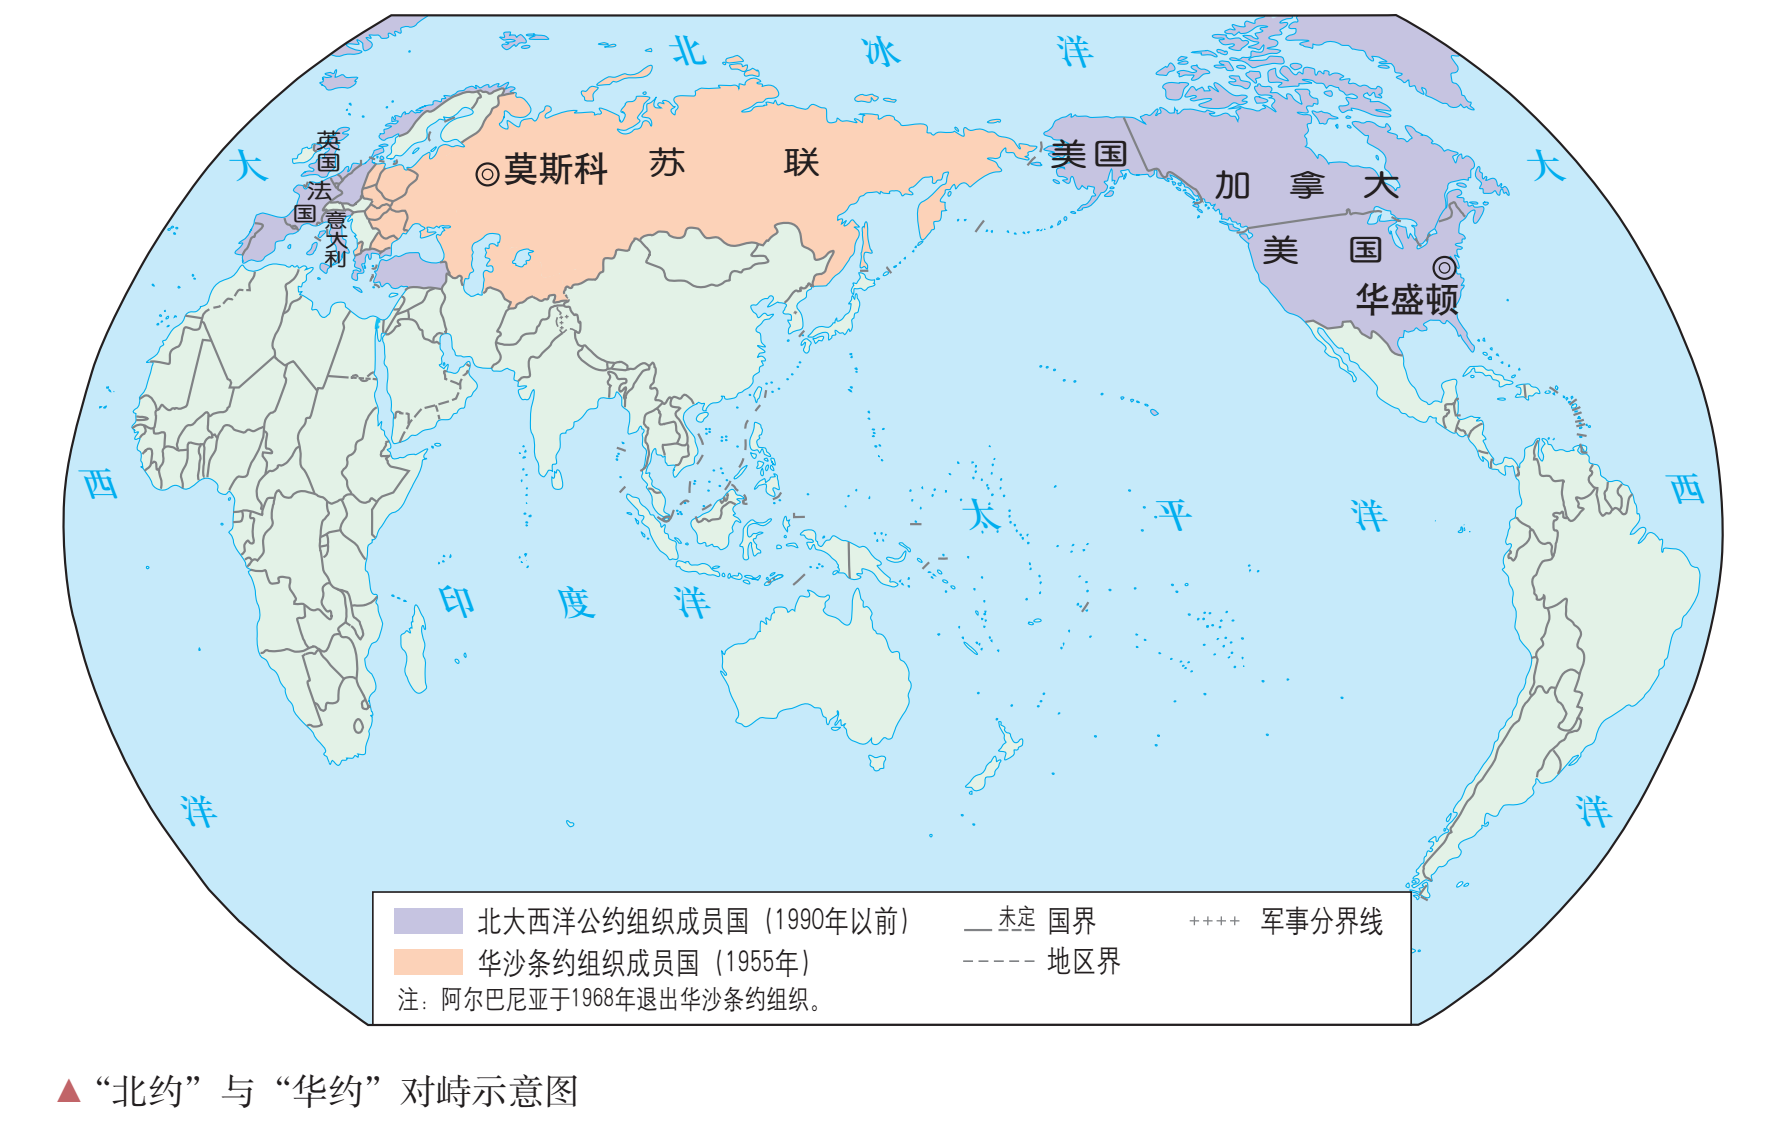 北 冰 洋
大
英国
法国
意大利
莫斯科
苏 联
美国
加 拿 大
大
美 国
华盛顿
西
太 平 洋
西
印 度 洋
洋
洋
北大西洋公约组织成员国（1990年以前）
华沙条约组织成员国（1955年）
注：阿尔巴尼亚于1968年退出华沙条约组织。
未定 国界
地区界
军事分界线
▲“北约”与“华约”对峙示意图